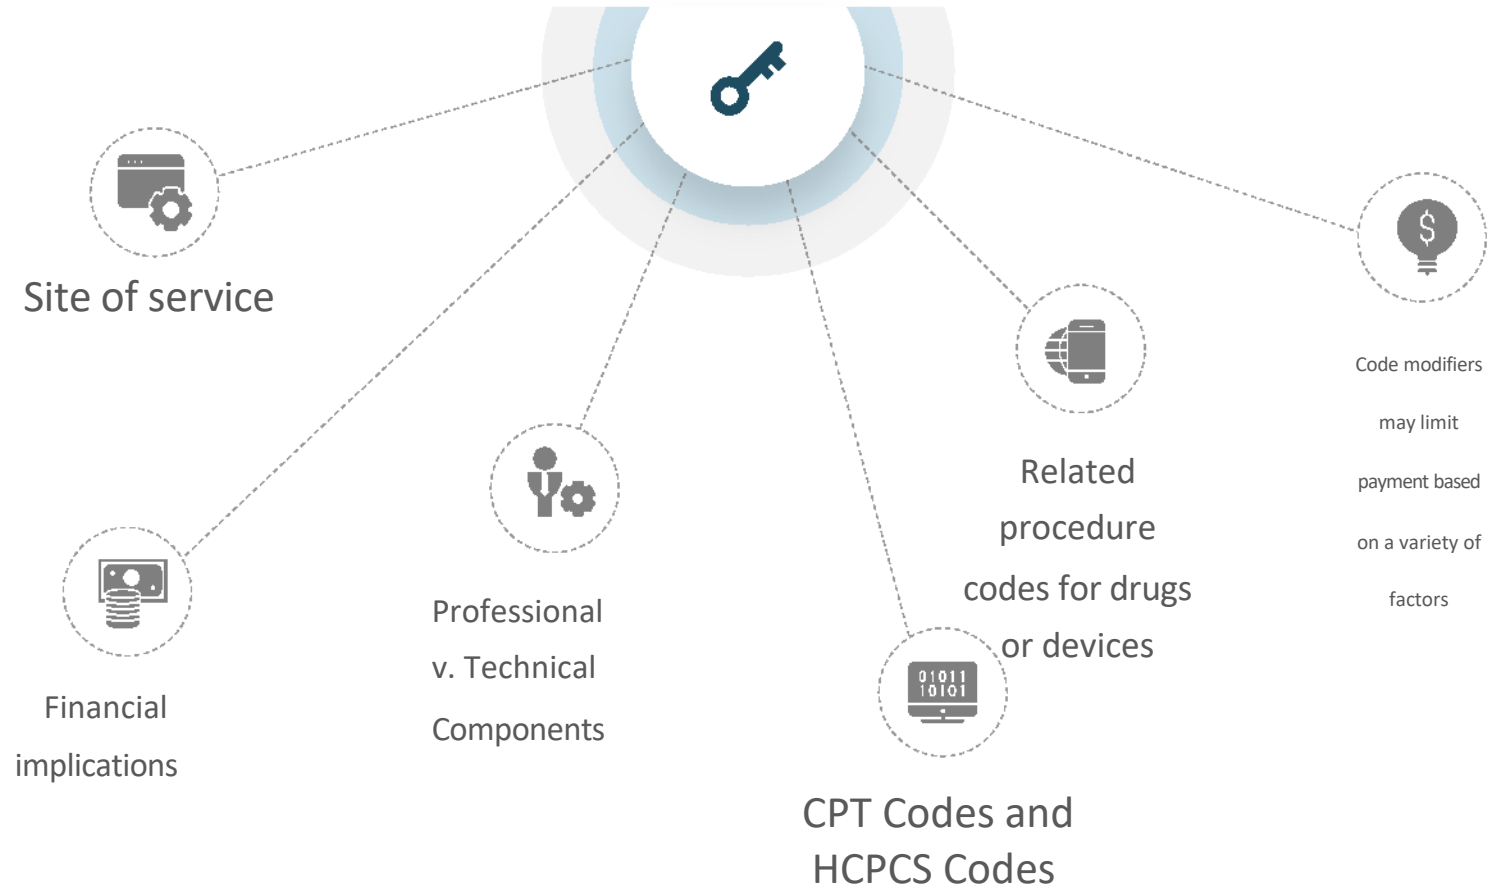 Site of service
Financial
implications
Professional
v. Technical
Components
01011
10101
CPT Codes and
HCPCS Codes
Related
procedure
codes for drugs
or devices
$
Code modifiers
may limit
payment based
on a variety of
factors